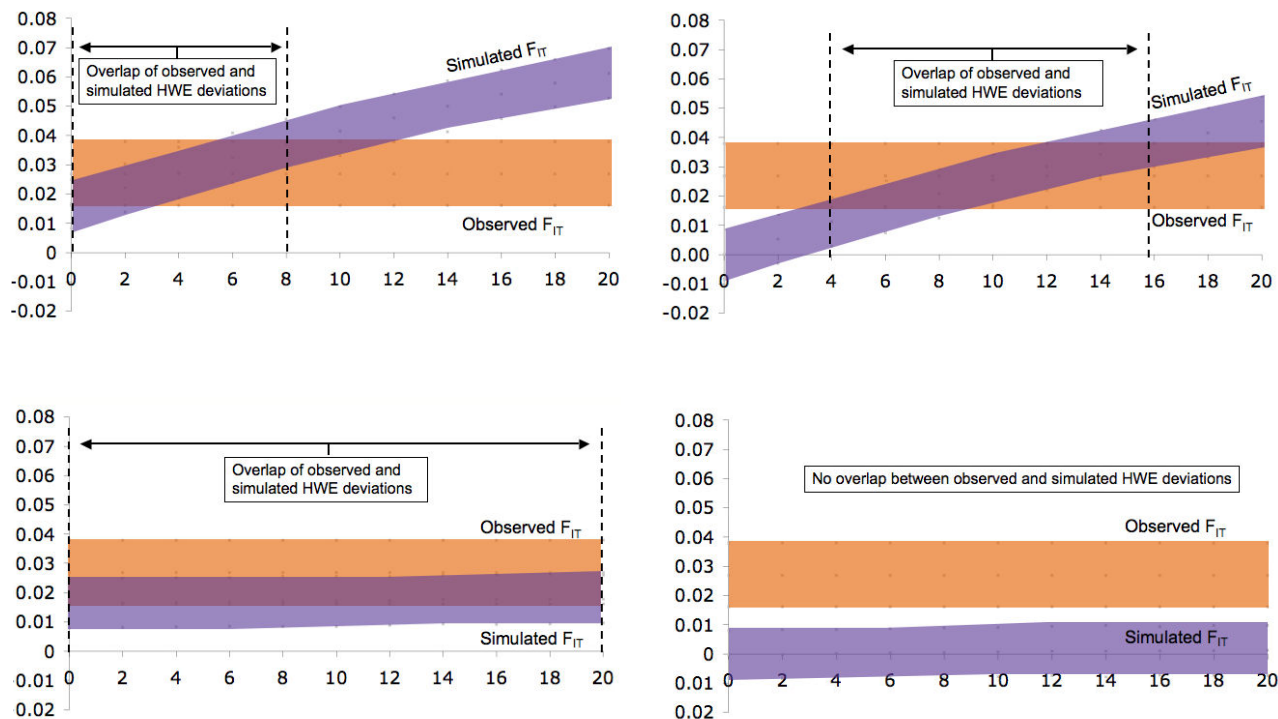 0.08
0.07
0.06
0.05
0.04
0.03
0.02
0.01
0
-0.01
-0.02
0 2 4 6 8 10 12 14 16 18 20
Overlap of observed and
simulated HWE deviations
Simulated FIT
Observed FIT
0.08
0.07
0.06
0.05
0.04
0.03
0.02
0.01
0.00
-0.01
-0.02
0 2 4 6 8 10 12 14 16 18 20
Overlap of observed and
simulated HWE deviations
Simulated FIT
Observed FIT
0.08
0.07
0.06
0.05
0.04
0.03
0.02
0.01
0
0.01
0.02
0 2 4 6 8 10 12 14 16 18 20
Overlap of observed and
simulated HWE deviations
Observed FIT
Simulated FIT
0.08
0.07
0.06
0.05
0.04
0.03
0.02
0.01
0
0.01
0.02
0 2 4 6 8 10 12 14 16 18 20
No overlap between observed and simulated HWE deviations
Observed FIT
Simulated FIT